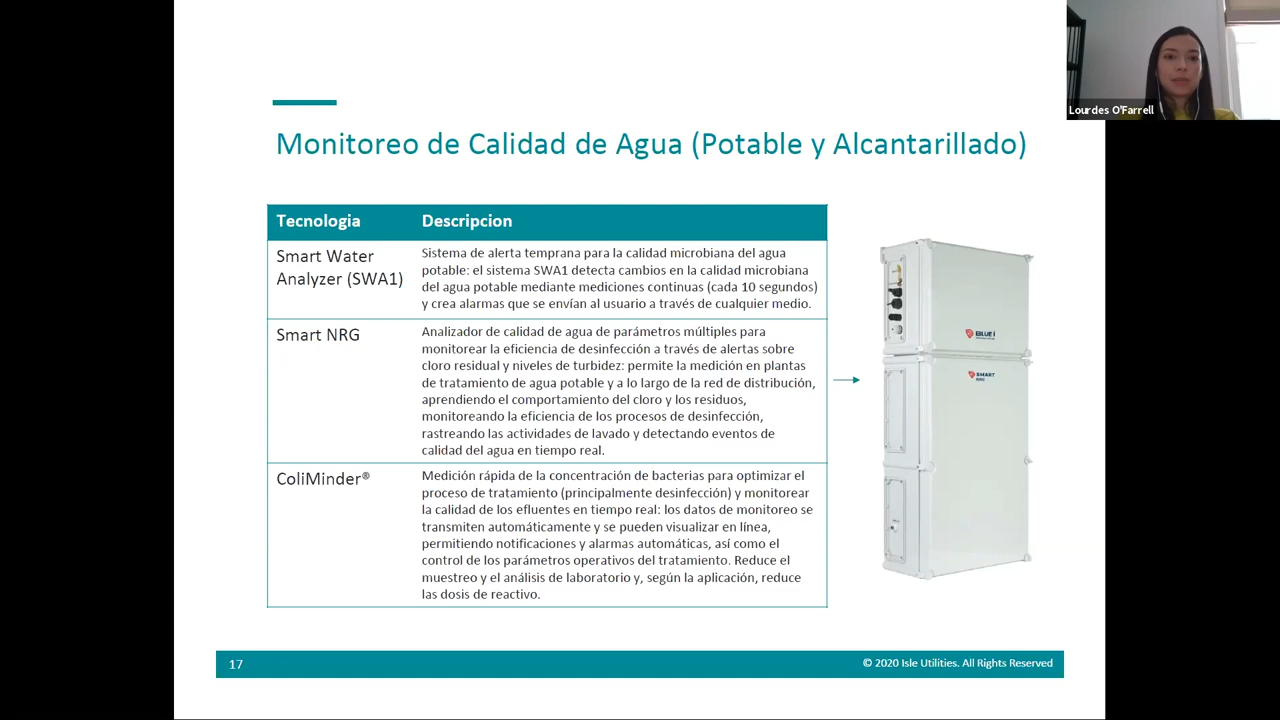 Lourdes O'Farrell
Monitoreo de Calidad de Agua (Potable y Alcantarillado)
Tecnologia
Descripcion
Smart Water
Analyzer (SWA1)
Sistema de alerta temprana para la calidad microbiana del agua
potable: el sistema SWA1 detecta cambios en la calidad microbiana
del agua potable mediante mediciones continuas (cada 10 segundos)
y crea alarmas que se envían al usuario a través de cualquier medio.
Smart NRG
Analizador de calidad de agua de parámetros múltiples para
monitorear la eficiencia de desinfección a través de alertas sobre
cloro residual y niveles de turbidez: permite la medición en plantas
de tratamiento de agua potable y a lo largo de la red de distribución,
aprendiendo el comportamiento del cloro y los residuos,
monitoreando la eficiencia de los procesos de desinfección,
rastreando las actividades de lavado y detectando eventos de
calidad del agua en tiempo real.
ColiMinder®
Medición rápida de la concentración de bacterias para optimizar el
proceso de tratamiento (principalmente desinfección) y monitorear
la calidad de los efluentes en tiempo real: los datos de monitoreo se
transmiten automáticamente y se pueden visualizar en línea,
permitiendo notificaciones y alarmas automáticas, así como el
control de los parámetros operativos del tratamiento. Reduce el
muestreo y el análisis de laboratorio y, según la aplicación, reduce
las dosis de reactivo.
BLUE I
SMART
NRG
17
© 2020 Isle Utilities. All Rights Reserved